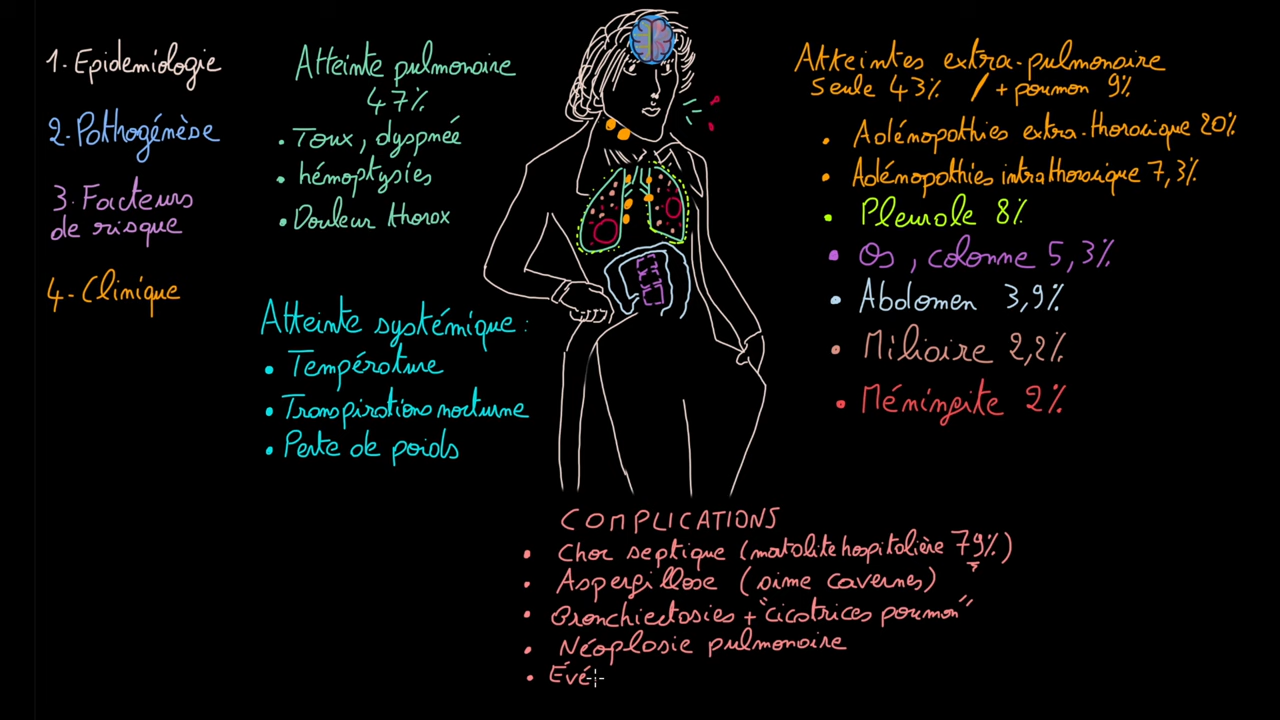 1. Epidemiologie
2. Pathogénèse
3. Facteurs
de risque
4. Clinique
Atteinte pulmonaire
47%
• Toux, dyspnée
• hémoptysies
• Douleur thorax
Atteinte systémique :
• Température
• Transpirations nocturne
• Perte de poids
Atteintes extra-pulmonaire
seule 43% / + poumon 9%
• Adénopathies extra-thoracique 20%
• Adénopathies intrathoracique 7,3%
• Pleurale 8%
• Os, colonne 5,3%
• Abdomen 3,9%
• Miliaire 2,2%
• Méningite 2%
COMPLICATIONS
• Choc septique (matalite hospitalière 79%)
• Aspergillose (aime cavernes)
• Bronchiectasies + "cicatrices poumon"
• Néoplasie pulmonaire
• Évé